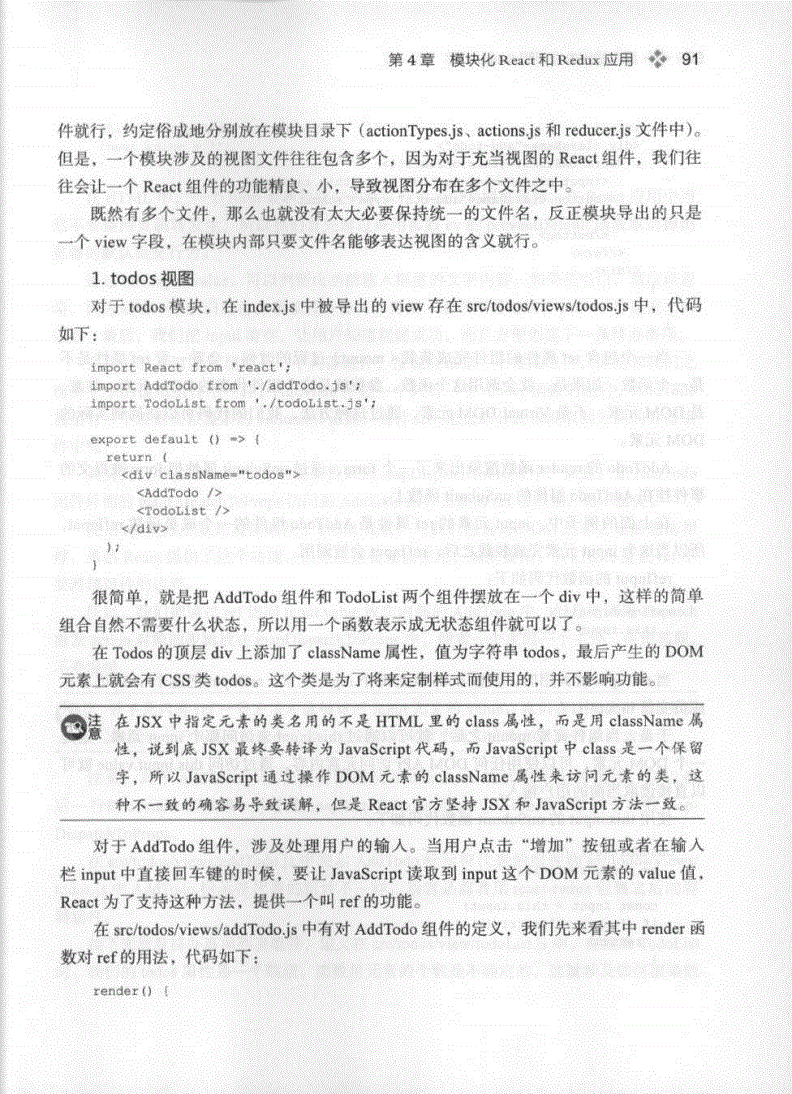 第 4 章 模块化 React 和 Redux 应用 91
件就行，约定俗成地分别放在模块目录下（actionTypes.js、actions.js 和 reducer.js 文件中）。
但是，一个模块涉及的视图文件往往包含多个，因为对于充当视图的 React 组件，我们往
往会让一个 React 组件的功能精良、小，导致视图分布在多个文件之中。
既然有多个文件，那么也就没有太大必要保持统一的文件名，反正模块导出的只是
一个 view 字段，在模块内部只要文件名能够表达视图的含义就行。
1. todos 视图
对于 todos 模块，在 index.js 中被导出的 view 存在 src/todos/views/todos.js 中，代码
如下：
import React from 'react';
import AddTodo from './addTodo.js';
import TodoList from './todoList.js';
export default () => {
return (
<div className="todos">
<AddTodo />
<TodoList />
</div>
);
}
很简单，就是把 AddTodo 组件和 TodoList 两个组件摆放在一个 div 中，这样的简单
组合自然不需要什么状态，所以用一个函数表示成无状态组件就可以了。
在 Todos 的顶层 div 上添加了 className 属性，值为字符串 todos，最后产生的 DOM
元素上就会有 CSS 类 todos。这个类是为了将来定制样式而使用的，并不影响功能。
注意 在 JSX 中指定元素的类名用的不是 HTML 里的 class 属性，而是用 className 属
性，说到底 JSX 最终要转译为 JavaScript 代码，而 JavaScript 中 class 是一个保留
字，所以 JavaScript 通过操作 DOM 元素的 className 属性来访问元素的类，这
种不一致的确容易导致误解，但是 React 官方坚持 JSX 和 JavaScript 方法一致。
对于 AddTodo 组件，涉及处理用户的输入。当用户点击“增加”按钮或者在输入
栏 input 中直接回车键的时候，要让 JavaScript 读取到 input 这个 DOM 元素的 value 值，
React 为了支持这种方法，提供一个叫 ref 的功能。
在 src/todos/views/addTodo.js 中有对 AddTodo 组件的定义，我们先来看其中 render 函
数对 ref 的用法，代码如下：
render() {